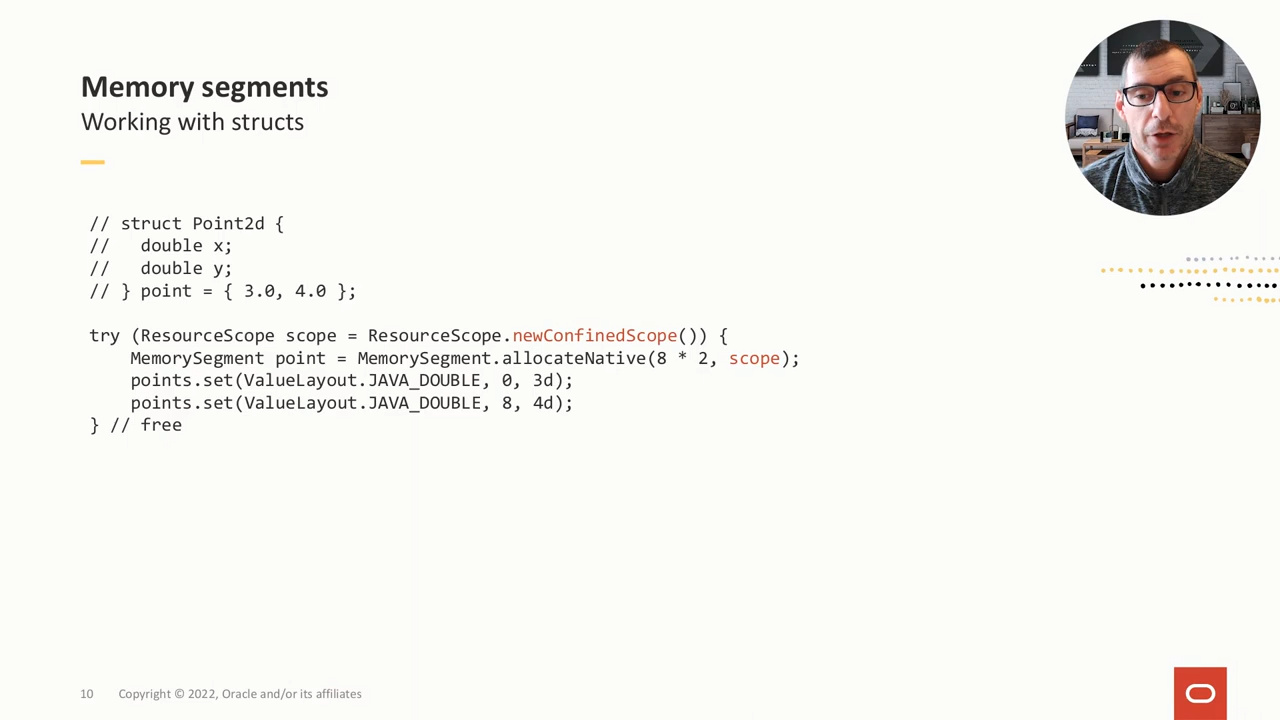 Memory segments
Working with structs
// struct Point2d {
//   double x;
//   double y;
// } point = { 3.0, 4.0 };
try (ResourceScope scope = ResourceScope.newConfinedScope()) {
    MemorySegment point = MemorySegment.allocateNative(8 * 2, scope);
    points.set(ValueLayout.JAVA_DOUBLE, 0, 3d);
    points.set(ValueLayout.JAVA_DOUBLE, 8, 4d);
} // free
10 Copyright © 2022, Oracle and/or its affiliates